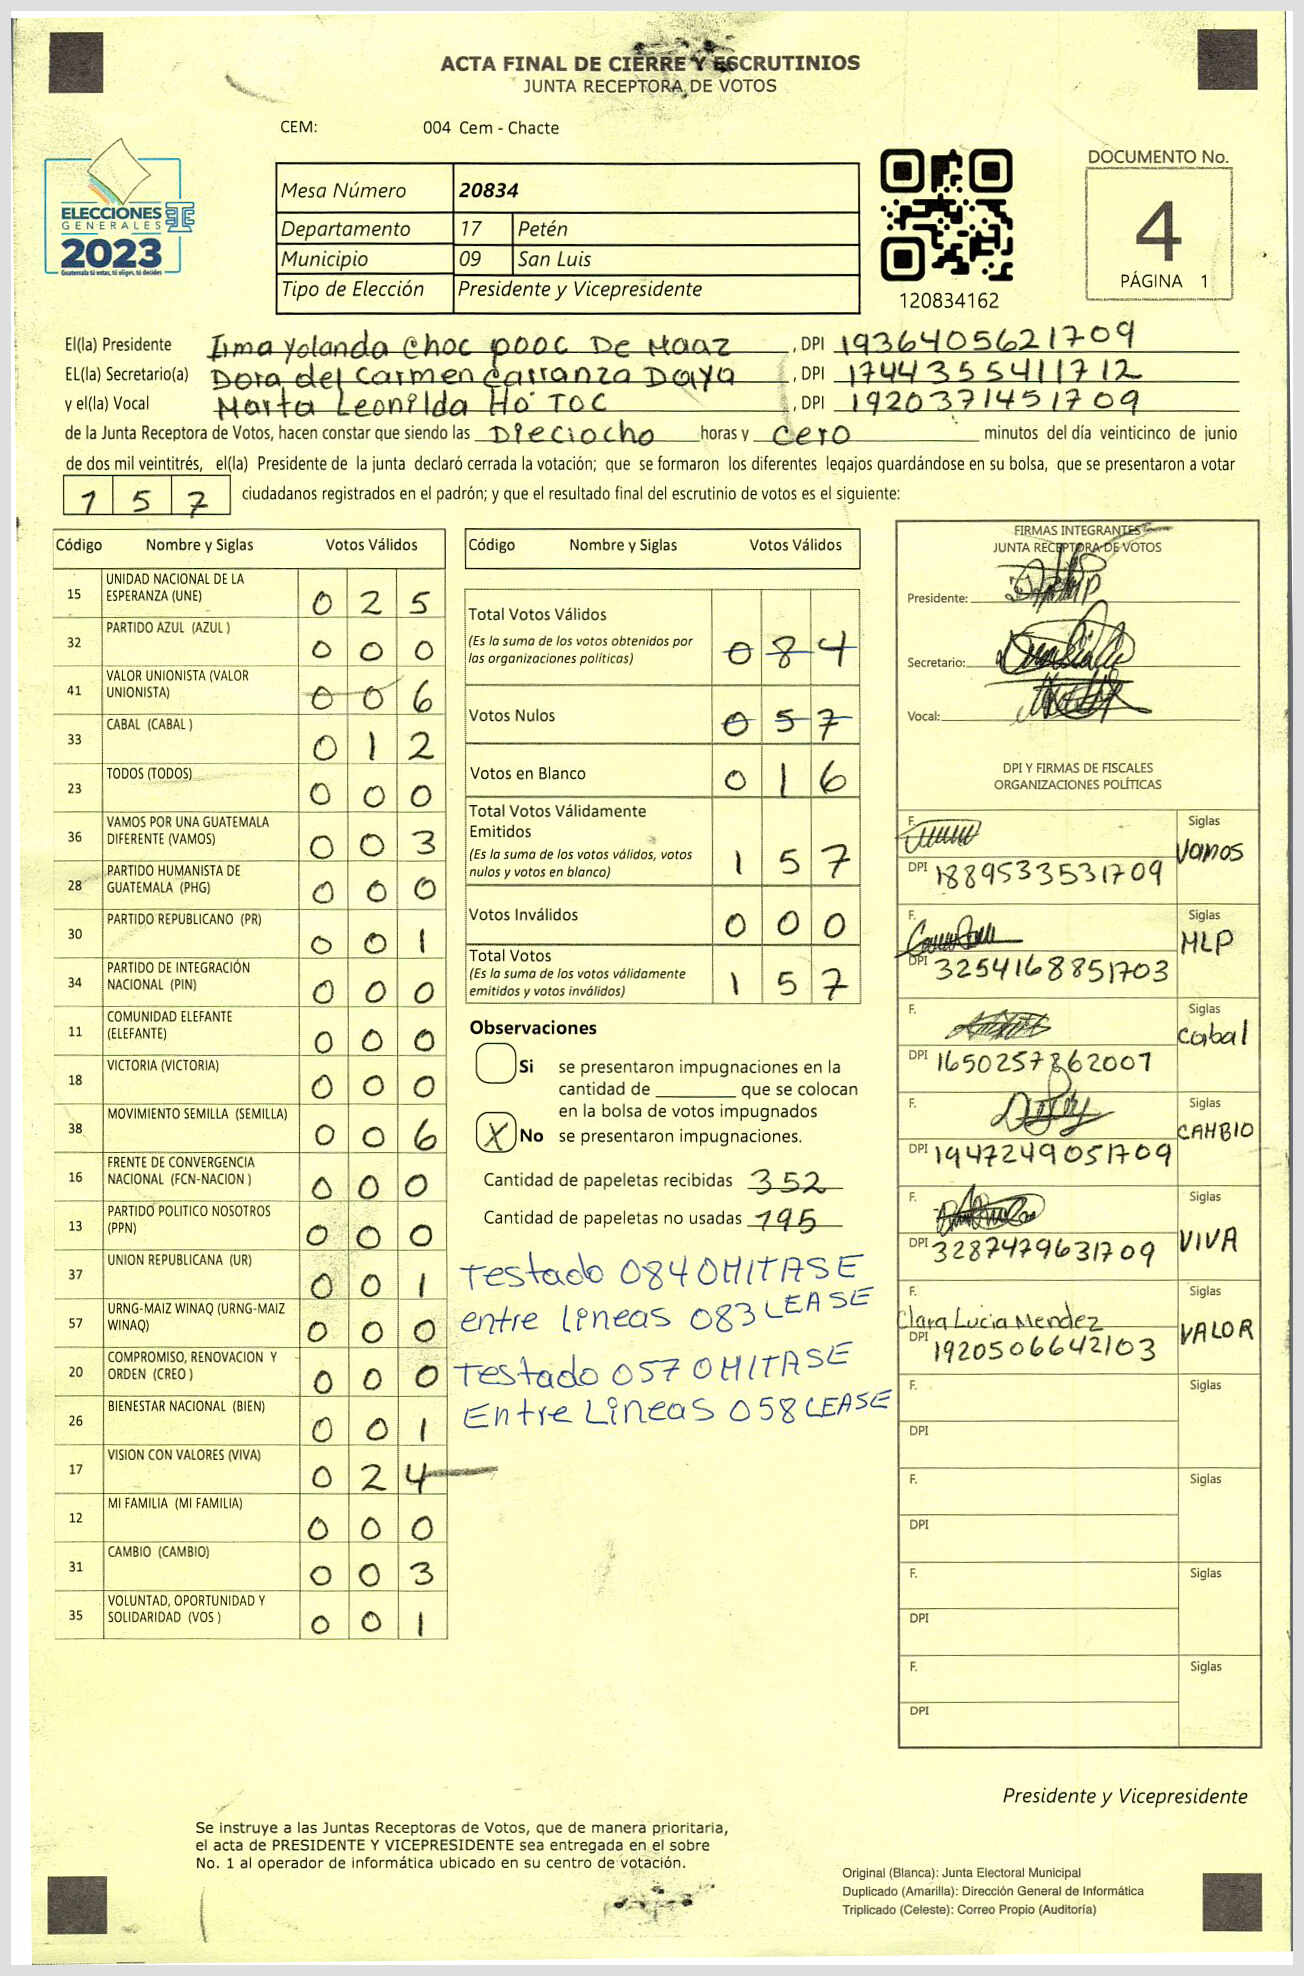 ACTA FINAL DE CIERRE Y ESCRUTINIOS
JUNTA RECEPTORA DE VOTOS
CEM: 004 Cem - Chacte
ELECCIONES
GENERALES
2023
Guatemala tú votas, tú eliges, tú decides
Mesa Número 20834
Departamento 17 Petén
Municipio 09 San Luis
Tipo de Elección Presidente y Vicepresidente
120834162
DOCUMENTO No.
4
PÁGINA 1
El(la) Presidente Irma Yolanda Choc pooc De Maaz , DPI 1936405621709
EL(la) Secretario(a) Dora del Carmen Carranza Daya , DPI 1744355411712
y el(la) Vocal Marta Leonilda Ho TOC , DPI 1920371451709
de la Junta Receptora de Votos, hacen constar que siendo las Dieciocho horas y cero minutos del día veinticinco de junio
de dos mil veintitrés, el(la) Presidente de la junta declaró cerrada la votación; que se formaron los diferentes legajos guardándose en su bolsa, que se presentaron a votar
157 ciudadanos registrados en el padrón; y que el resultado final del escrutinio de votos es el siguiente:
Código Nombre y Siglas Votos Válidos
15 UNIDAD NACIONAL DE LA ESPERANZA (UNE) 0 2 5
32 PARTIDO AZUL (AZUL ) 0 0 0
41 VALOR UNIONISTA (VALOR UNIONISTA) 0 0 6
33 CABAL (CABAL ) 0 1 2
23 TODOS (TODOS) 0 0 0
36 VAMOS POR UNA GUATEMALA DIFERENTE (VAMOS) 0 0 3
28 PARTIDO HUMANISTA DE GUATEMALA (PHG) 0 0 0
30 PARTIDO REPUBLICANO (PR) 0 0 1
34 PARTIDO DE INTEGRACIÓN NACIONAL (PIN) 0 0 0
11 COMUNIDAD ELEFANTE (ELEFANTE) 0 0 0
18 VICTORIA (VICTORIA) 0 0 0
38 MOVIMIENTO SEMILLA (SEMILLA) 0 0 6
16 FRENTE DE CONVERGENCIA NACIONAL (FCN-NACION ) 0 0 0
13 PARTIDO POLITICO NOSOTROS (PPN) 0 0 0
37 UNION REPUBLICANA (UR) 0 0 1
57 URNG-MAIZ WINAQ (URNG-MAIZ WINAQ) 0 0 0
20 COMPROMISO, RENOVACION Y ORDEN (CREO ) 0 0 0
26 BIENESTAR NACIONAL (BIEN) 0 0 1
17 VISION CON VALORES (VIVA) 0 2 4
12 MI FAMILIA (MI FAMILIA) 0 0 0
31 CAMBIO (CAMBIO) 0 0 3
35 VOLUNTAD, OPORTUNIDAD Y SOLIDARIDAD (VOS ) 0 0 1
Código Nombre y Siglas Votos Válidos
Total Votos Válidos 0 8 4
(Es la suma de los votos obtenidos por
las organizaciones políticas)
Votos Nulos 0 5 7
Votos en Blanco 0 1 6
Total Votos Válidamente
Emitidos 1 5 7
(Es la suma de los votos válidos, votos
nulos y votos en blanco)
Votos Inválidos 0 0 0
Total Votos 1 5 7
(Es la suma de los votos válidamente
emitidos y votos inválidos)
Observaciones
Si se presentaron impugnaciones en la
cantidad de ________ que se colocan
en la bolsa de votos impugnados
X No se presentaron impugnaciones.
Cantidad de papeletas recibidas 352
Cantidad de papeletas no usadas 195
Testado 084 OMITASE
entre lineas 083 LEASE
Testado 057 OMITASE
Entre Lineas 058 LEASE
FIRMAS INTEGRANTES
JUNTA RECEPTORA DE VOTOS
Presidente:
Secretario:
Vocal:
DPI Y FIRMAS DE FISCALES
ORGANIZACIONES POLÍTICAS
F. Siglas
Vamos
DPI 1889533531709
F. Siglas
MLP
DPI 3254168851703
F. Siglas
Cabal
DPI 1650257862007
F. Siglas
CAMBIO
DPI 1947249051709
F. Siglas
VIVA
DPI 3287479631709
F. Siglas
Clara Lucia Mendez
VALOR
DPI 1920506642103
F. Siglas
DPI
F. Siglas
DPI
F. Siglas
DPI
F. Siglas
DPI
Presidente y Vicepresidente
Se instruye a las Juntas Receptoras de Votos, que de manera prioritaria,
el acta de PRESIDENTE Y VICEPRESIDENTE sea entregada en el sobre
No. 1 al operador de informática ubicado en su centro de votación.
Original (Blanca): Junta Electoral Municipal
Duplicado (Amarilla): Dirección General de Informática
Triplicado (Celeste): Correo Propio (Auditoría)